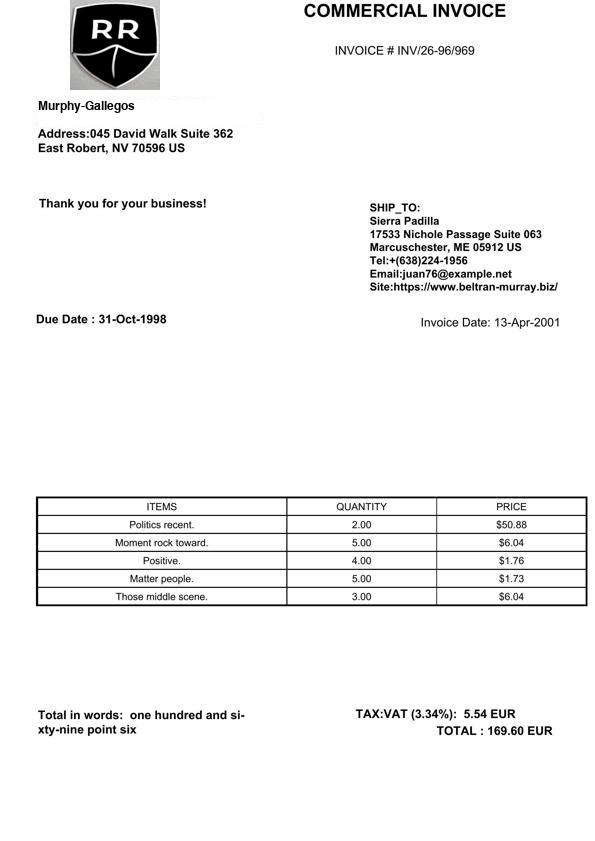 RR
COMMERCIAL INVOICE
INVOICE # INV/26-96/969
Murphy-Gallegos
Address:045 David Walk Suite 362
East Robert, NV 70596 US
Thank you for your business!
SHIP_TO:
Sierra Padilla
17533 Nichole Passage Suite 063
Marcuschester, ME 05912 US
Tel:+(638)224-1956
Email:juan76@example.net
Site:https://www.beltran-murray.biz/
Due Date : 31-Oct-1998
Invoice Date: 13-Apr-2001
ITEMS QUANTITY PRICE
Politics recent. 2.00 $50.88
Moment rock toward. 5.00 $6.04
Positive. 4.00 $1.76
Matter people. 5.00 $1.73
Those middle scene. 3.00 $6.04
Total in words:  one hundred and si-
xty-nine point six
TAX:VAT (3.34%):  5.54 EUR
TOTAL : 169.60 EUR